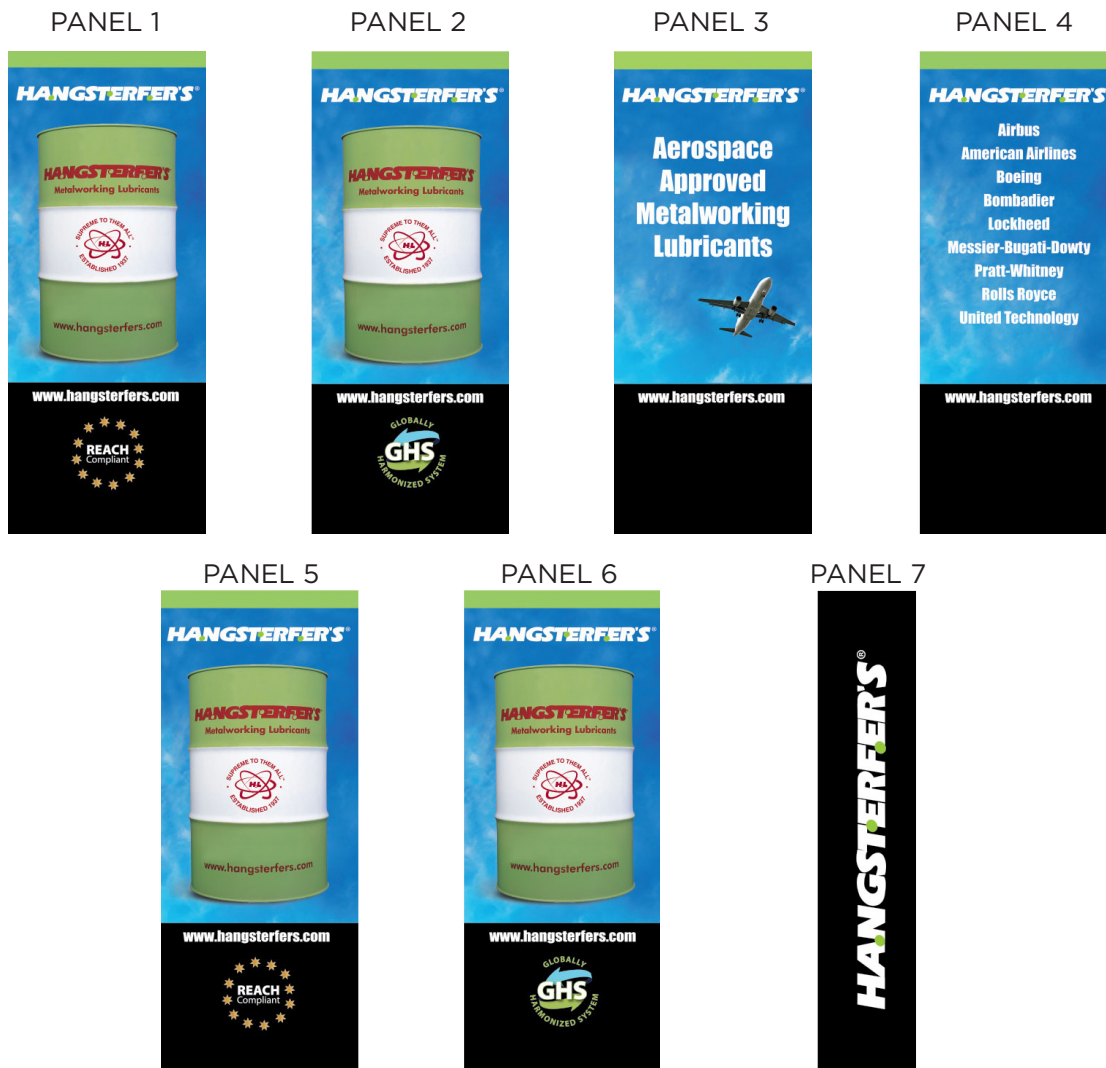 PANEL 1
HANGSTERFER'S®
HANGSTERFER'S
Metalworking Lubricants
SUPREME TO THEM ALL"
HL
ESTABLISHED 1937
www.hangsterfers.com
www.hangsterfers.com
REACH
Compliant
PANEL 2
HANGSTERFER'S®
HANGSTERFER'S
Metalworking Lubricants
SUPREME TO THEM ALL"
HL
ESTABLISHED 1937
www.hangsterfers.com
www.hangsterfers.com
GLOBALLY
GHS
HARMONIZED SYSTEM
PANEL 3
HANGSTERFER'S®
Aerospace
Approved
Metalworking
Lubricants
www.hangsterfers.com
PANEL 4
HANGSTERFER'S
Airbus
American Airlines
Boeing
Bombadier
Lockheed
Messier-Bugati-Dowty
Pratt-Whitney
Rolls Royce
United Technology
www.hangsterfers.com
PANEL 5
HANGSTERFER'S®
HANGSTERFER'S
Metalworking Lubricants
SUPREME TO THEM ALL"
HL
ESTABLISHED 1937
www.hangsterfers.com
www.hangsterfers.com
REACH
Compliant
PANEL 6
HANGSTERFER'S®
HANGSTERFER'S
Metalworking Lubricants
SUPREME TO THEM ALL"
HL
ESTABLISHED 1937
www.hangsterfers.com
www.hangsterfers.com
GLOBALLY
GHS
HARMONIZED SYSTEM
PANEL 7
HANGSTERFER'S®